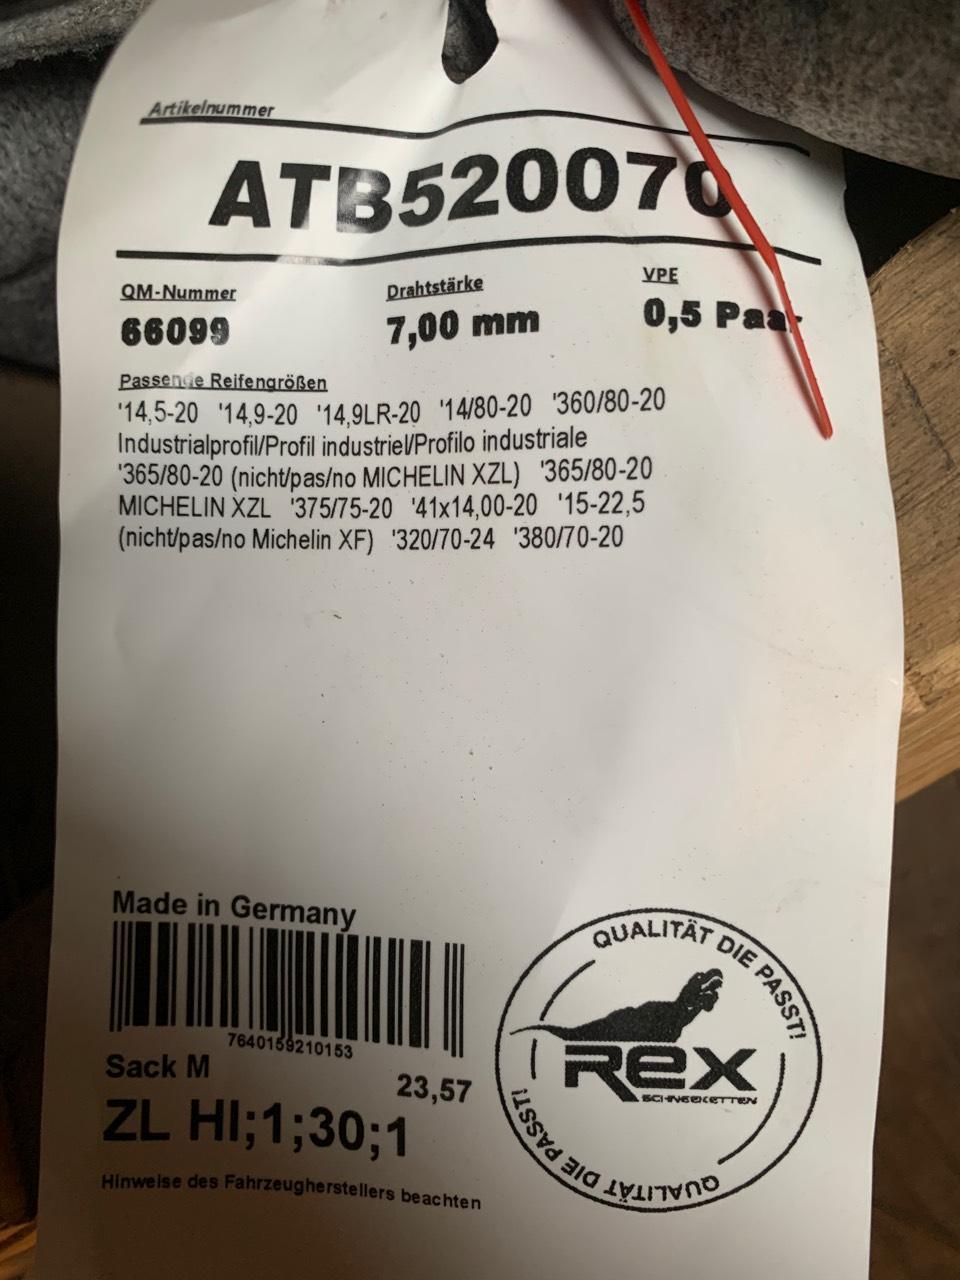 Artikelnummer
ATB520070
QM-Nummer Drahtstärke VPE
66099 7,00 mm 0,5 Paar
Passende Reifengrößen
'14,5-20 '14,9-20 '14,9LR-20 '14/80-20 '360/80-20
Industrialprofil/Profil industriel/Profilo industriale
'365/80-20 (nicht/pas/no MICHELIN XZL) '365/80-20
MICHELIN XZL '375/75-20 '41x14,00-20 '15-22,5
(nicht/pas/no Michelin XF) '320/70-24 '380/70-20
Made in Germany
7640159210153
Sack M
23,57
ZL HI;1;30;1
Hinweise des Fahrzeugherstellers beachten
QUALITÄT DIE PASST!
Rex
SCHNEEKETTEN
QUALITÄT DIE PASST!